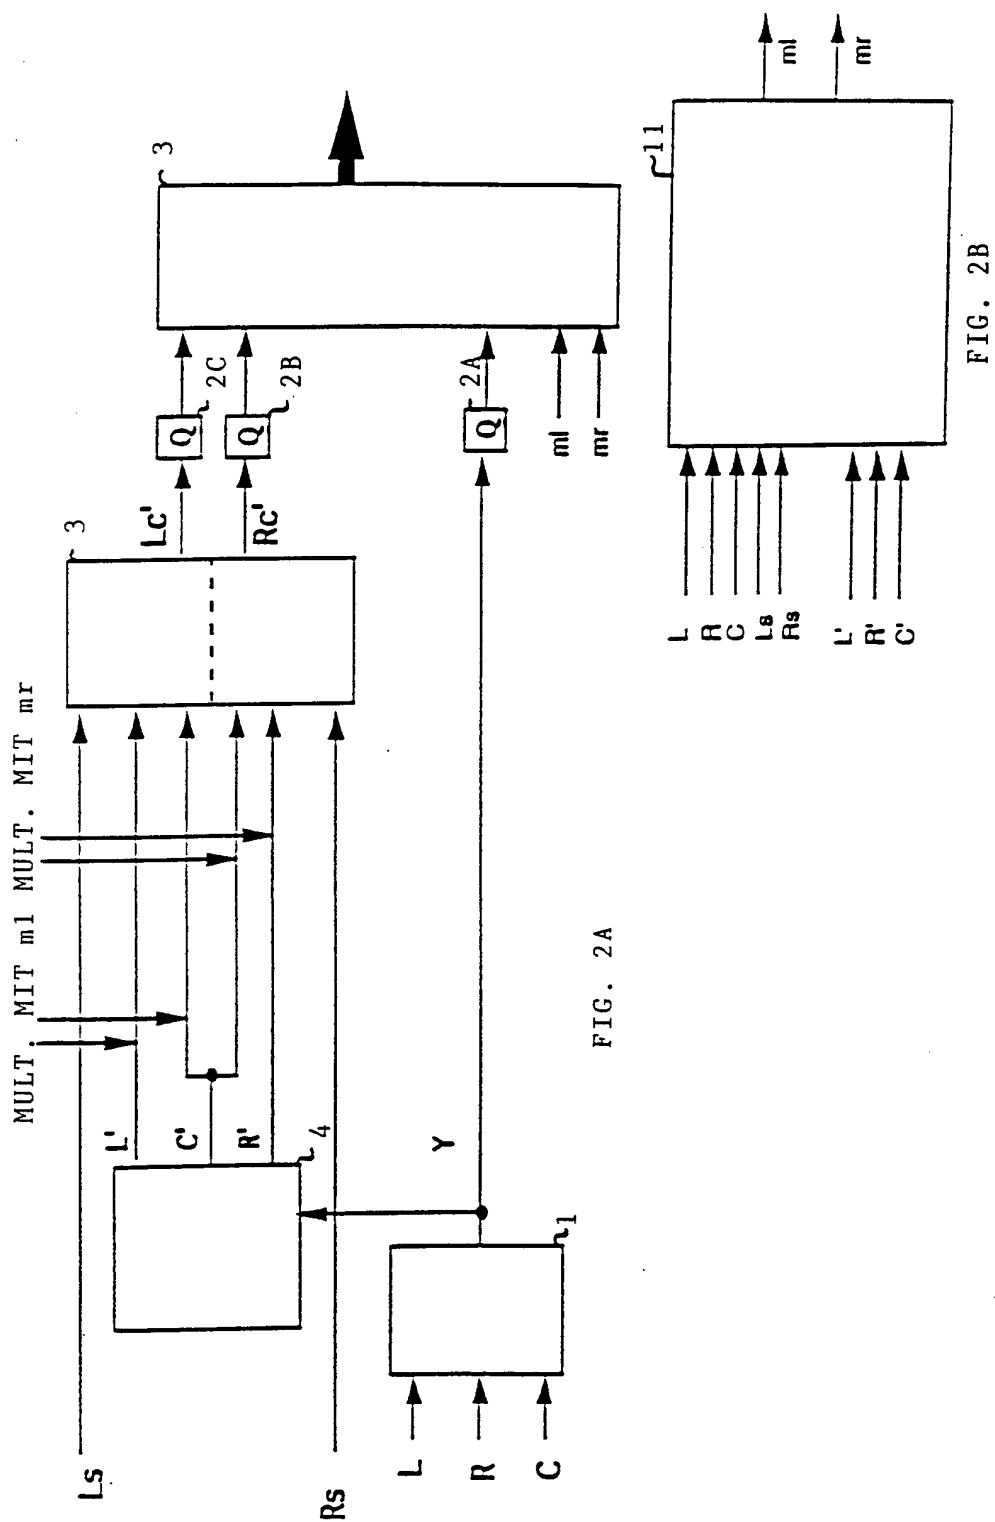 MULT. MIT ml MULT. MIT mr
Ls
Rs
L
R
C
1
Y
4
L'
C'
R'
3
Lc'
Rc'
Q
2C
Q
2B
Q
2A
ml
mr
3
FIG. 2A
L
R
C
Ls
Rs
L'
R'
C'
11
ml
mr
FIG. 2B